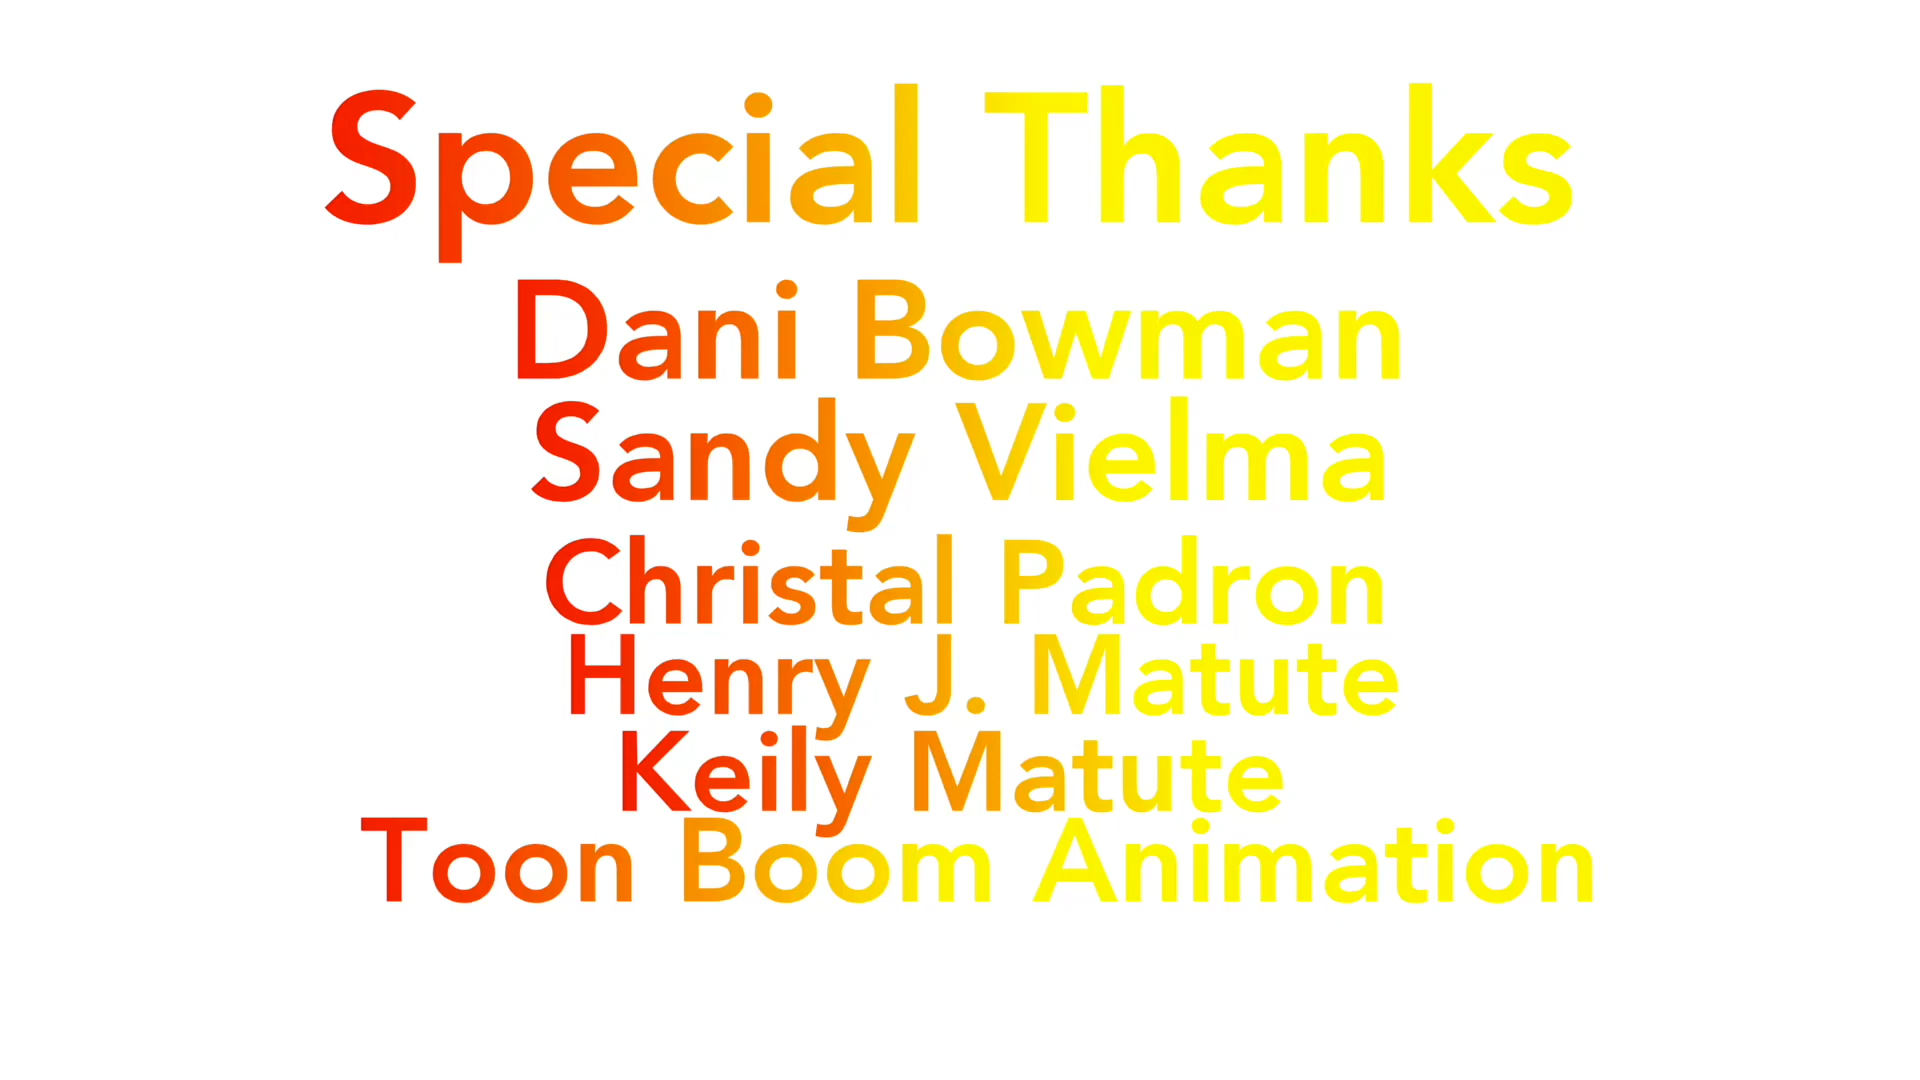 Special Thanks
Dani Bowman
Sandy Vielma
Christal Padron
Henry J. Matute
Keily Matute
Toon Boom Animation